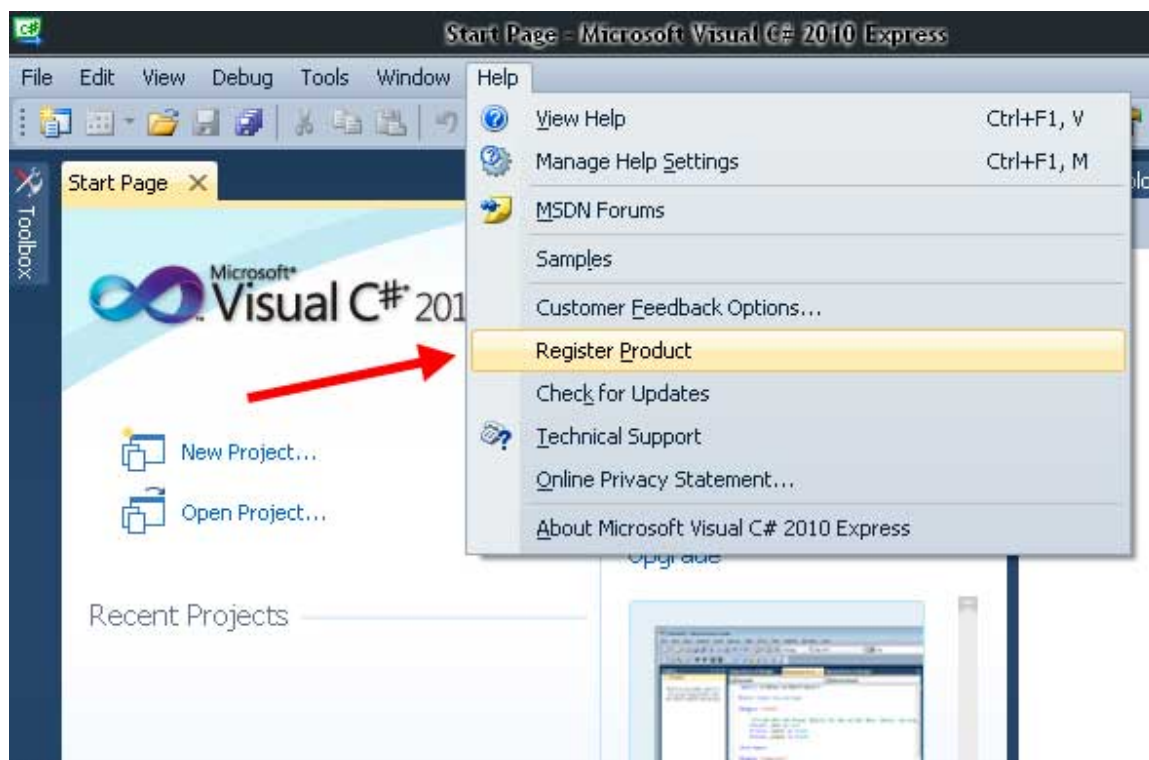 Start Page - Microsoft Visual C# 2010 Express
File Edit View Debug Tools Window Help
View Help Ctrl+F1, V
Manage Help Settings Ctrl+F1, M
MSDN Forums
Samples
Customer Feedback Options...
Register Product
Check for Updates
Technical Support
Online Privacy Statement...
About Microsoft Visual C# 2010 Express
Toolbox
Start Page
Microsoft®
Visual C#® 201
New Project...
Open Project...
Upgrade
Recent Projects